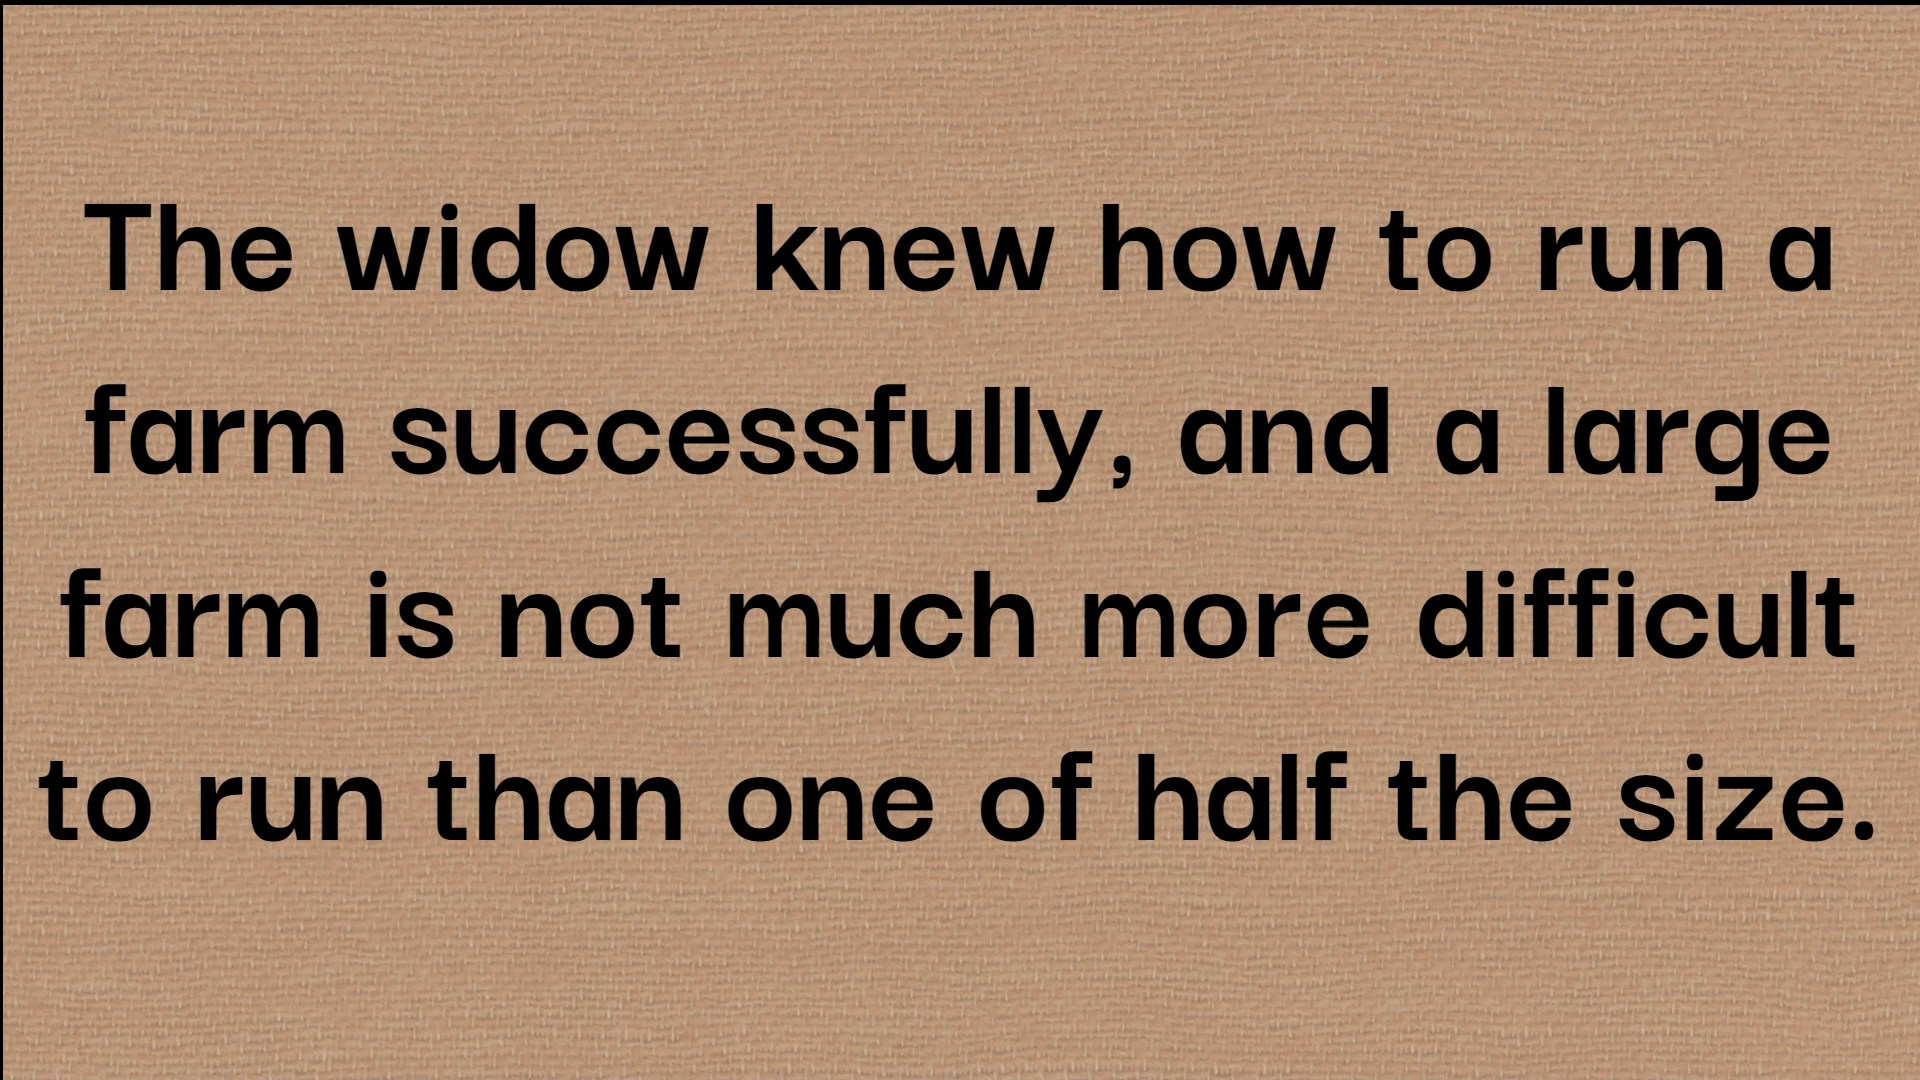 The widow knew how to run a
farm successfully, and a large
farm is not much more difficult
to run than one of half the size.